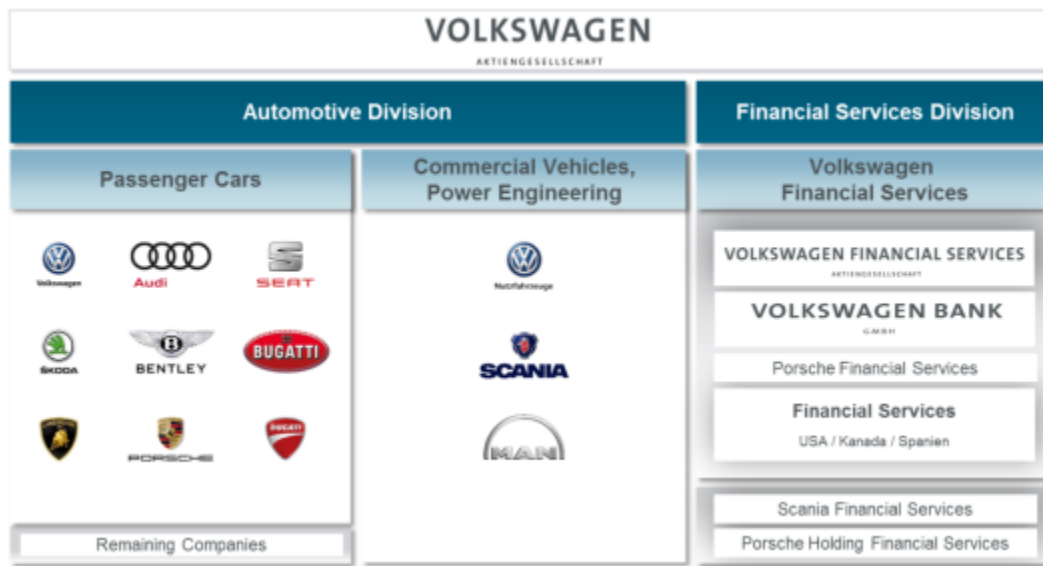 VOLKSWAGEN
AKTIENGESELLSCHAFT
Automotive Division
Financial Services Division
Passenger Cars
Commercial Vehicles,
Power Engineering
Volkswagen
Financial Services
Volkswagen
Audi
SEAT
ŠKODA
BENTLEY
BUGATTI
PORSCHE
DUCATI
Remaining Companies
Nutzfahrzeuge
SCANIA
MAN
VOLKSWAGEN FINANCIAL SERVICES
AKTIENGESELLSCHAFT
VOLKSWAGEN BANK
GMBH
Porsche Financial Services
Financial Services
USA / Kanada / Spanien
Scania Financial Services
Porsche Holding Financial Services